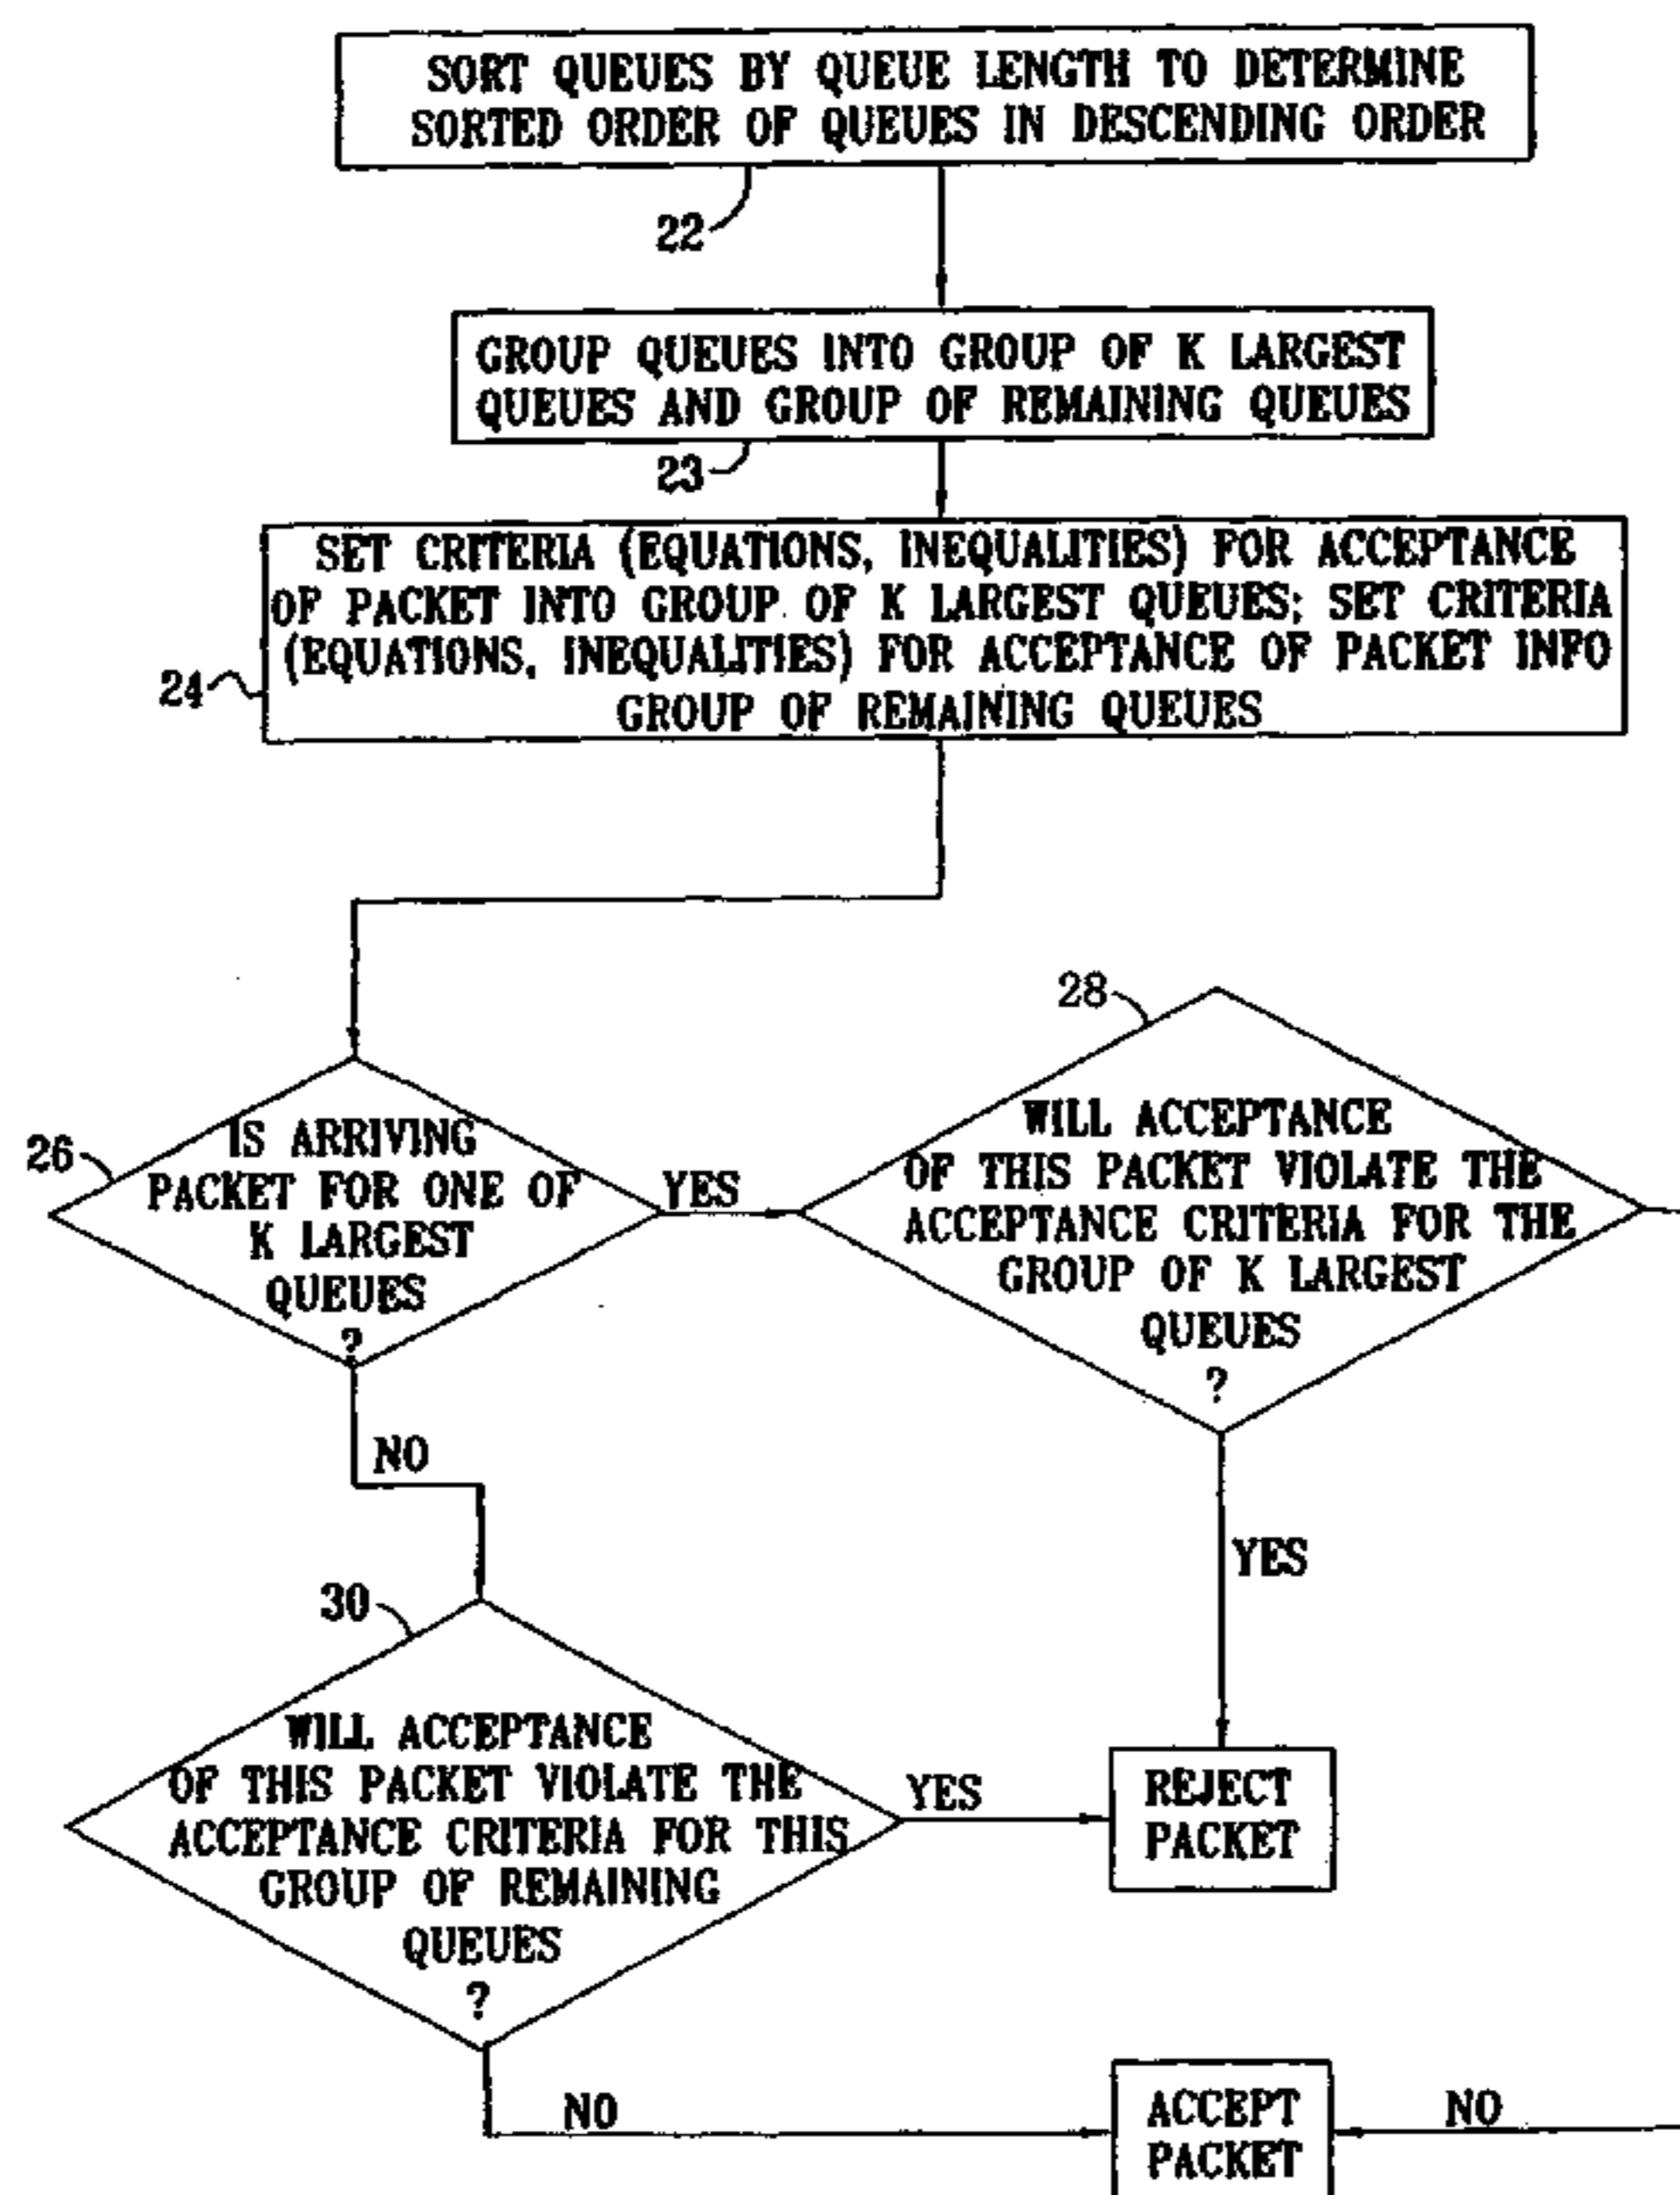 SORT QUEUES BY QUEUE LENGTH TO DETERMINE
SORTED ORDER OF QUEUES IN DESCENDING ORDER
22
GROUP QUEUES INTO GROUP OF K LARGEST
QUEUES AND GROUP OF REMAINING QUEUES
23
SET CRITERIA (EQUATIONS, INEQUALITIES) FOR ACCEPTANCE
OF PACKET INTO GROUP OF K LARGEST QUEUES; SET CRITERIA
(EQUATIONS, INEQUALITIES) FOR ACCEPTANCE OF PACKET INFO
GROUP OF REMAINING QUEUES
24
26
IS ARRIVING
PACKET FOR ONE OF
K LARGEST
QUEUES
?
YES
28
WILL ACCEPTANCE
OF THIS PACKET VIOLATE THE
ACCEPTANCE CRITERIA FOR THE
GROUP OF K LARGEST
QUEUES
?
NO
YES
30
WILL ACCEPTANCE
OF THIS PACKET VIOLATE THE
ACCEPTANCE CRITERIA FOR THIS
GROUP OF REMAINING
QUEUES
?
YES
REJECT
PACKET
NO
ACCEPT
PACKET
NO